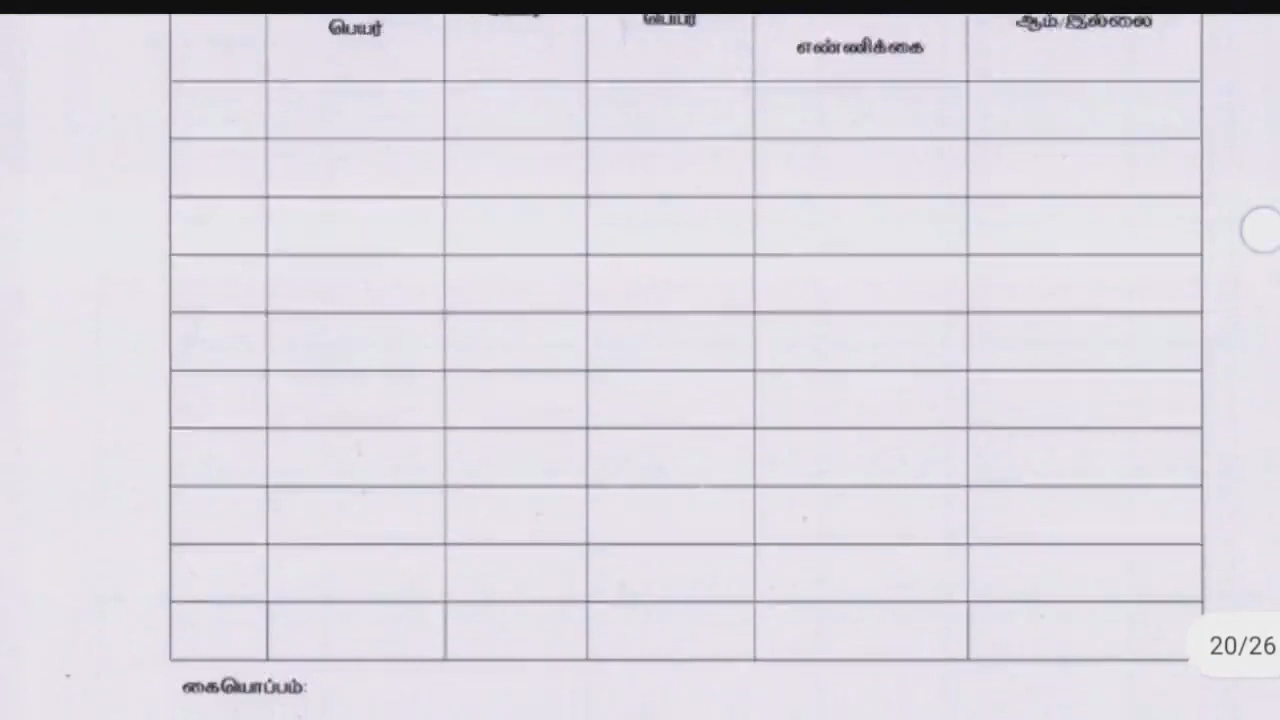 பெயர்
பெயர்
ஆம்/இல்லை
எண்ணிக்கை
20/26
கையொப்பம்: